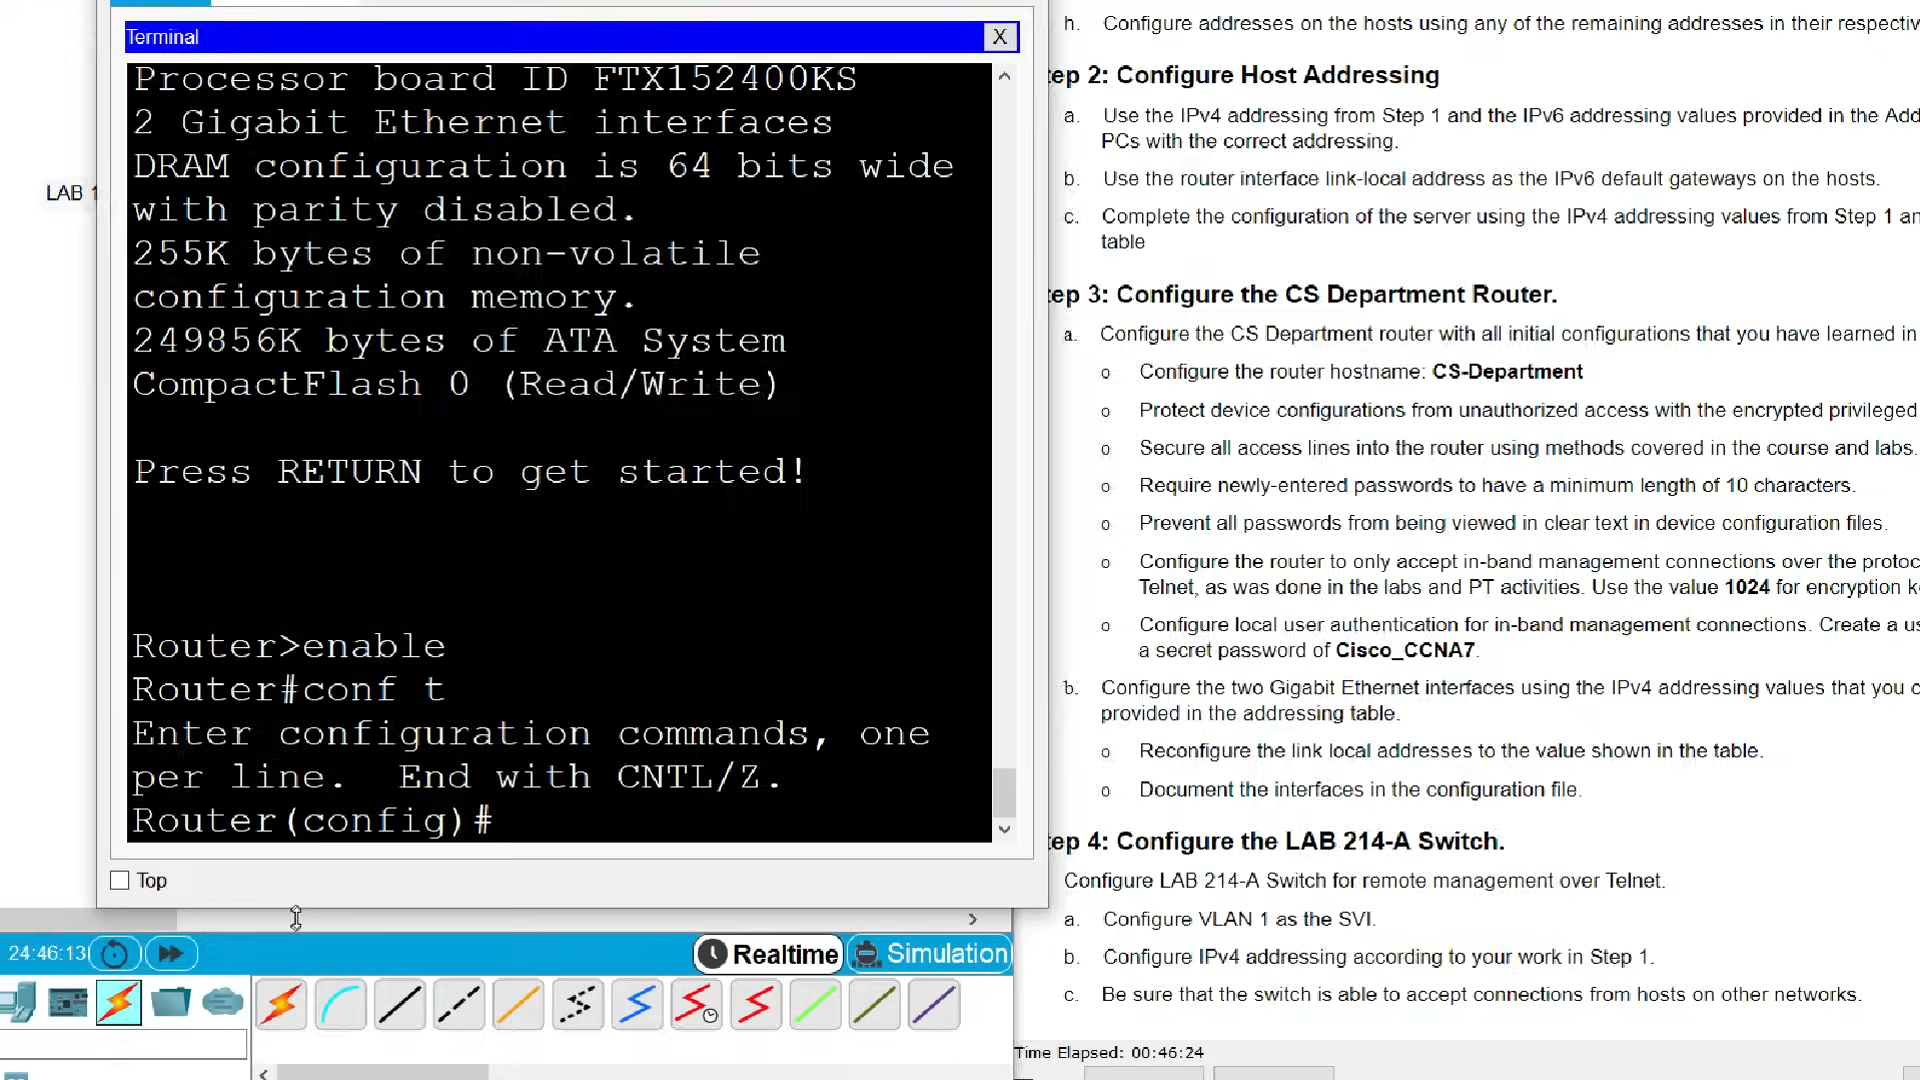 Terminal
X
Processor board ID FTX152400KS
2 Gigabit Ethernet interfaces
DRAM configuration is 64 bits wide
with parity disabled.
255K bytes of non-volatile
configuration memory.
249856K bytes of ATA System
CompactFlash 0 (Read/Write)
Press RETURN to get started!
Router>enable
Router#conf t
Enter configuration commands, one
per line.  End with CNTL/Z.
Router(config)#
Top
LAB 1
24:46:13
Realtime
Simulation
h. Configure addresses on the hosts using any of the remaining addresses in their respectiv
ep 2: Configure Host Addressing
a. Use the IPv4 addressing from Step 1 and the IPv6 addressing values provided in the Add
PCs with the correct addressing.
b. Use the router interface link-local address as the IPv6 default gateways on the hosts.
c. Complete the configuration of the server using the IPv4 addressing values from Step 1 an
table
ep 3: Configure the CS Department Router.
a. Configure the CS Department router with all initial configurations that you have learned in
o Configure the router hostname: CS-Department
o Protect device configurations from unauthorized access with the encrypted privileged
o Secure all access lines into the router using methods covered in the course and labs.
o Require newly-entered passwords to have a minimum length of 10 characters.
o Prevent all passwords from being viewed in clear text in device configuration files.
o Configure the router to only accept in-band management connections over the protoc
Telnet, as was done in the labs and PT activities. Use the value 1024 for encryption k
o Configure local user authentication for in-band management connections. Create a us
a secret password of Cisco_CCNA7.
b. Configure the two Gigabit Ethernet interfaces using the IPv4 addressing values that you c
provided in the addressing table.
o Reconfigure the link local addresses to the value shown in the table.
o Document the interfaces in the configuration file.
ep 4: Configure the LAB 214-A Switch.
Configure LAB 214-A Switch for remote management over Telnet.
a. Configure VLAN 1 as the SVI.
b. Configure IPv4 addressing according to your work in Step 1.
c. Be sure that the switch is able to accept connections from hosts on other networks.
Time Elapsed: 00:46:24